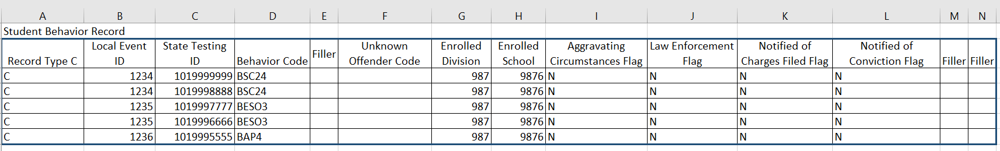 A B C D E F G H I J K L M N
Student Behavior Record
Record Type C Local Event ID State Testing ID Behavior Code Filler Unknown Offender Code Enrolled Division Enrolled School Aggravating Circumstances Flag Law Enforcement Flag Notified of Charges Filed Flag Notified of Conviction Flag Filler Filler
C 1234 1019999999 BSC24 987 9876 N N N N
C 1234 1019998888 BSC24 987 9876 N N N N
C 1235 1019997777 BESO3 987 9876 N N N N
C 1235 1019996666 BESO3 987 9876 N N N N
C 1236 1019995555 BAP4 987 9876 N N N N